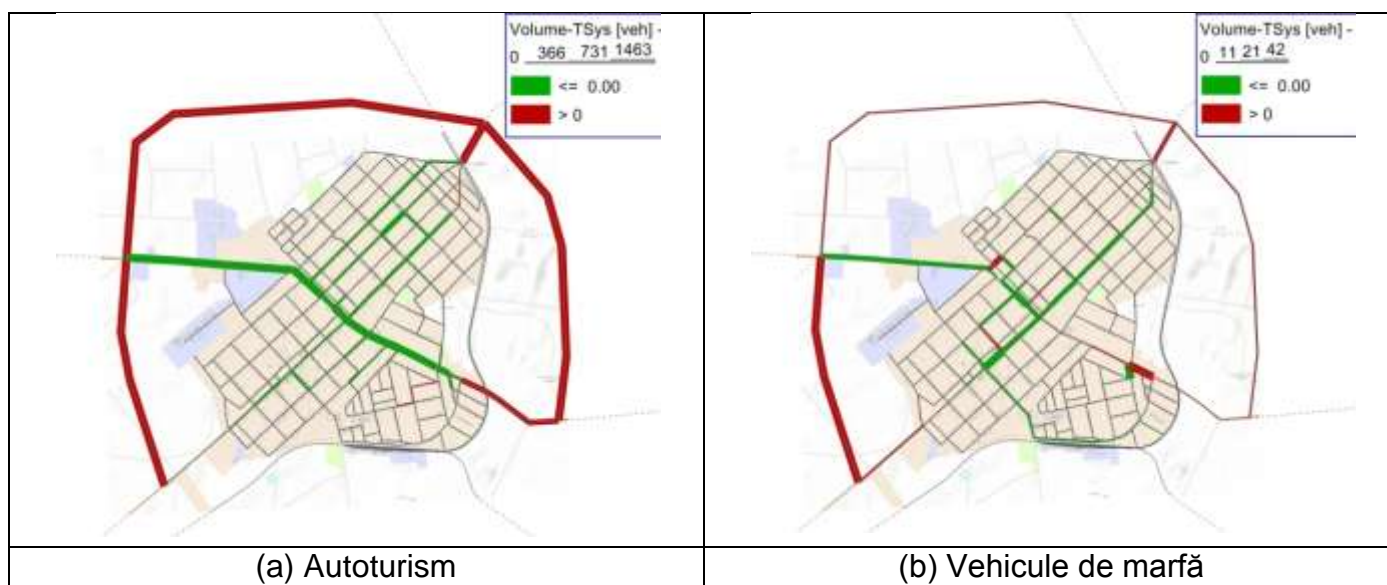 Volume-TSys [veh] -
0 366 731 1463
<= 0.00
> 0
Volume-TSys [veh] -
0 11 21 42
<= 0.00
> 0
(a) Autoturism
(b) Vehicule de marfă